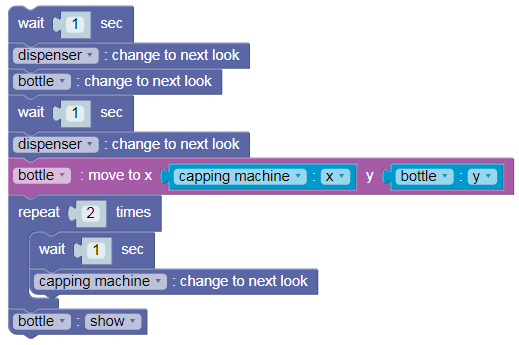 wait 1 sec
dispenser : change to next look
bottle : change to next look
wait 1 sec
dispenser : change to next look
bottle : move to x capping machine : x y bottle : y
repeat 2 times
wait 1 sec
capping machine : change to next look
bottle : show